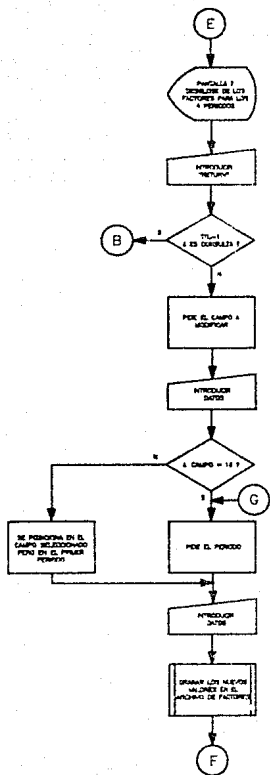 E
PANTALLA 7
DESGLOSE DE LOS
FACTORES PARA LOS
4 PERIODOS
INTRODUCIR
"RETURN"
S
B
¿ ES CONSULTA ?
N
PIDE EL CAMPO A
MODIFICAR
INTRODUCIR
DATOS
N
S
G
SE POSICIONA EN EL
CAMPO SELECCIONADO
PERO EN EL PRIMER
PERIODO
PIDE EL PERIODO
INTRODUCIR
DATOS
GRABAR LOS NUEVOS
VALORES EN EL
ARCHIVO DE FACTORES
F